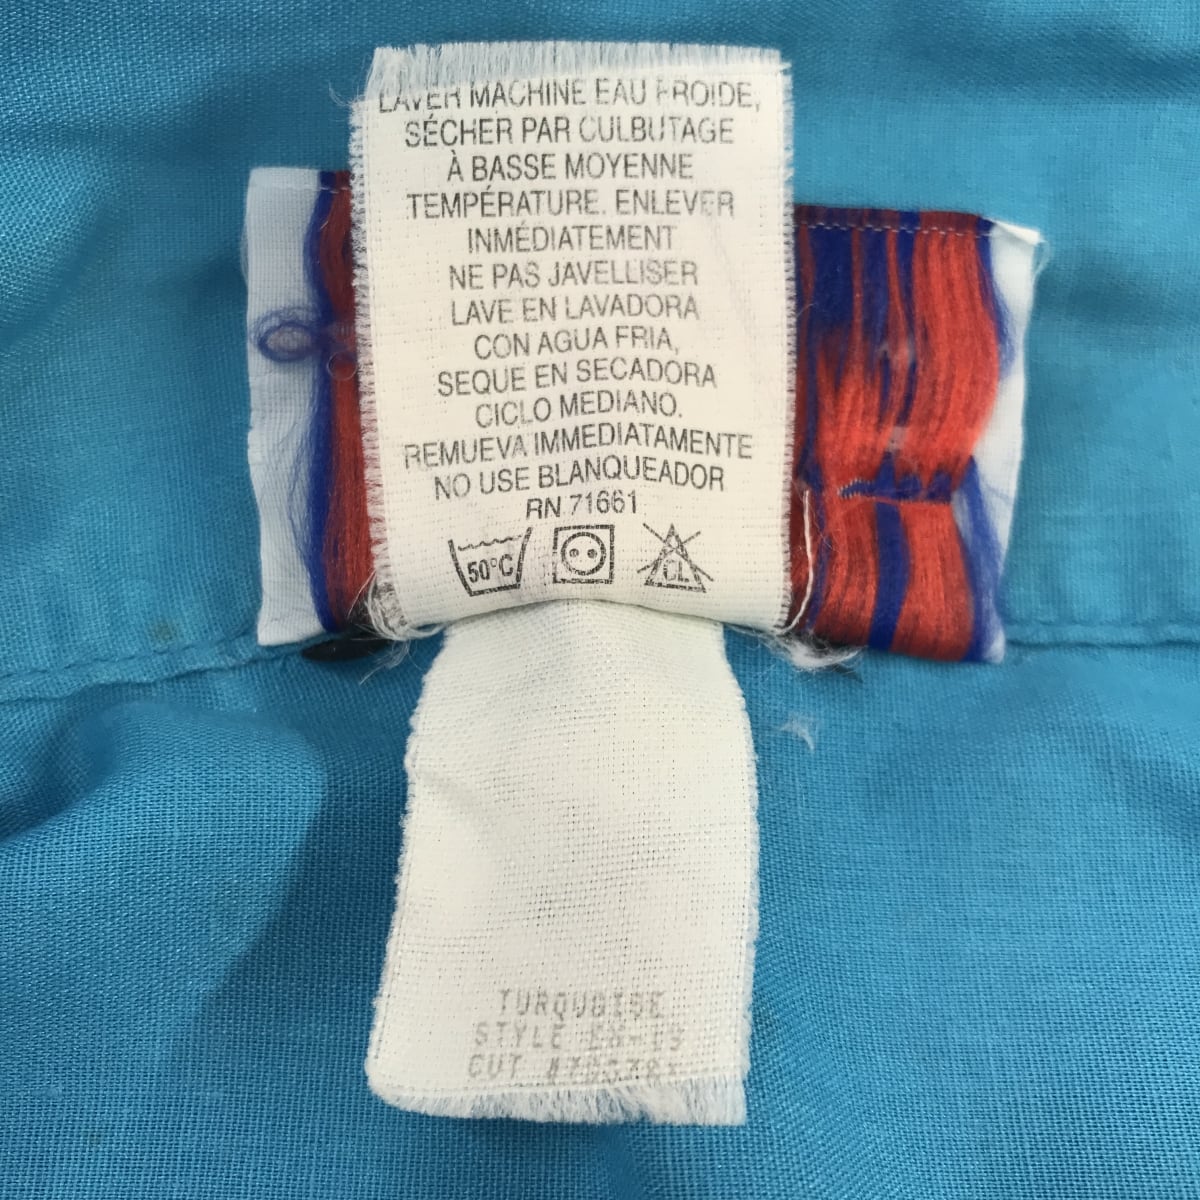 LAVER MACHINE EAU FROIDE,
SÉCHER PAR CULBUTAGE
À BASSE MOYENNE
TEMPÉRATURE. ENLEVER
INMÉDIATEMENT
NE PAS JAVELLISER
LAVE EN LAVADORA
CON AGUA FRIA,
SEQUE EN SECADORA
CICLO MEDIANO.
REMUEVA IMMEDIATAMENTE
NO USE BLANQUEADOR
RN 71661
50°C CL
TURQUOISE
STYLE
CUT